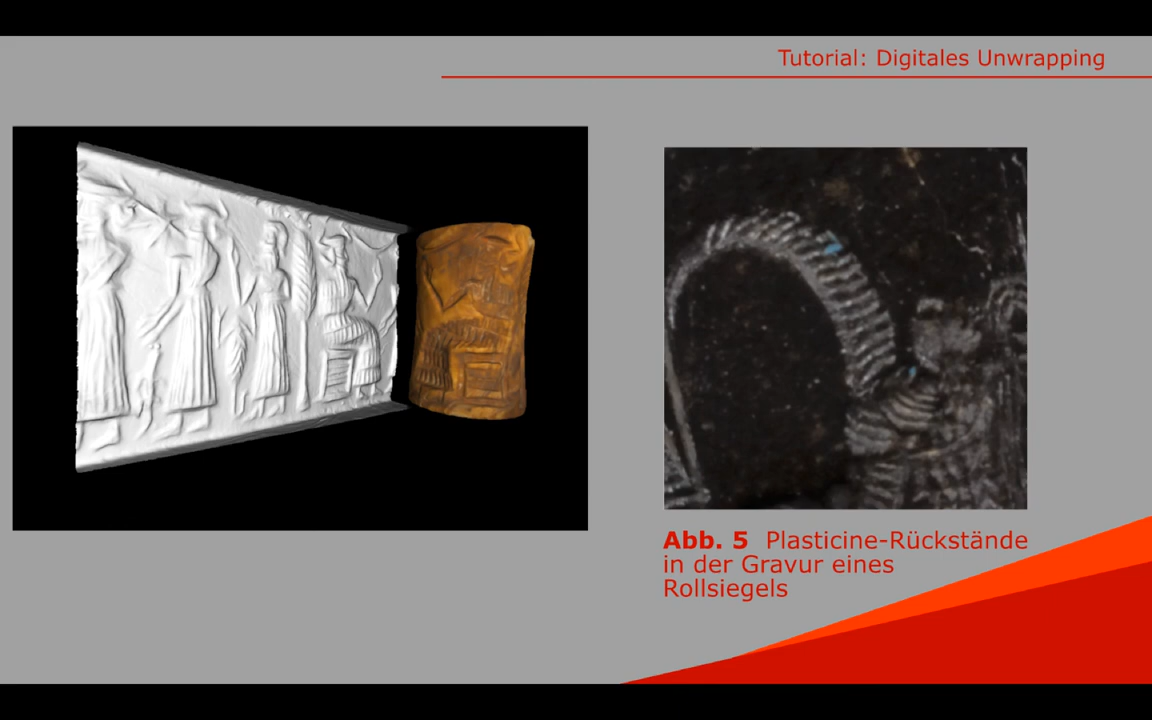 Tutorial: Digitales Unwrapping
Abb. 5 Plasticine-Rückstände
in der Gravur eines
Rollsiegels